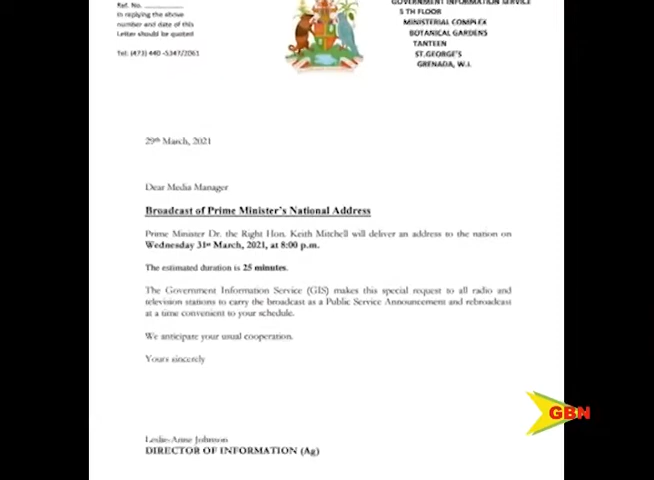 Ref. No.
In replying the above
number and date of this
Letter should be quoted
Tel: (473) 440 -5347/2061
GOVERNMENT INFORMATION SERVICE
5 TH FLOOR
MINISTERIAL COMPLEX
BOTANICAL GARDENS
TANTEEN
ST.GEORGE'S
GRENADA, W.I.
29th March, 2021
Dear Media Manager
Broadcast of Prime Minister's National Address
Prime Minister Dr. the Right Hon. Keith Mitchell will deliver an address to the nation on
Wednesday 31st March, 2021, at 8:00 p.m.
The estimated duration is 25 minutes.
The Government Information Service (GIS) makes this special request to all radio and
television stations to carry the broadcast as a Public Service Announcement and rebroadcast
at a time convenient to your schedule.
We anticipate your usual cooperation.
Yours sincerely
Leslie-Anne Johnson
DIRECTOR OF INFORMATION (Ag)
GBN